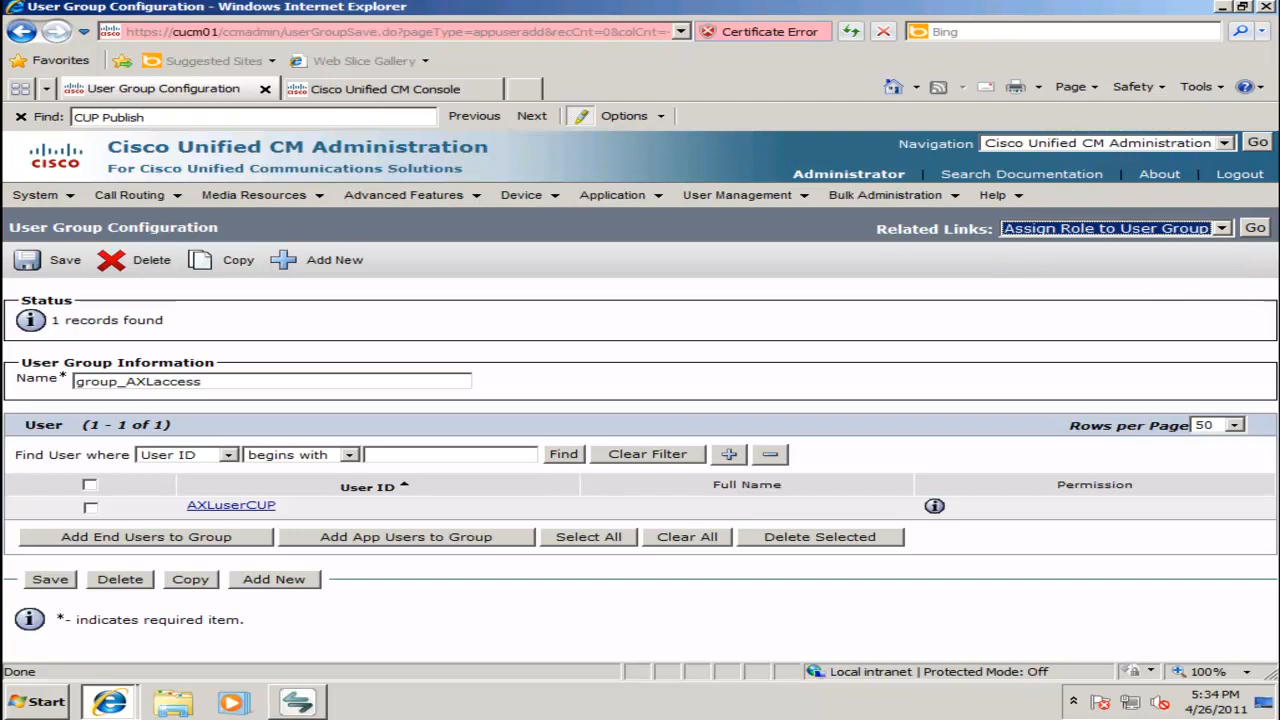 User Group Configuration - Windows Internet Explorer
https://cucm01/ccmadmin/userGroupSave.do?pageType=appuseradd&recCnt=0&colCnt= Certificate Error Bing
Favorites Suggested Sites Web Slice Gallery
User Group Configuration Cisco Unified CM Console Page Safety Tools
Find: CUP Publish Previous Next Options
CISCO Cisco Unified CM Administration
For Cisco Unified Communications Solutions
Navigation Cisco Unified CM Administration Go
Administrator Search Documentation About Logout
System Call Routing Media Resources Advanced Features Device Application User Management Bulk Administration Help
User Group Configuration Related Links: Assign Role to User Group Go
Save Delete Copy Add New
Status
1 records found
User Group Information
Name* group_AXLaccess
User (1 - 1 of 1) Rows per Page 50
Find User where User ID begins with Find Clear Filter
User ID Full Name Permission
AXLuserCUP
Add End Users to Group Add App Users to Group Select All Clear All Delete Selected
Save Delete Copy Add New
*- indicates required item.
Done Local intranet | Protected Mode: Off 100%
Start 5:34 PM
4/26/2011